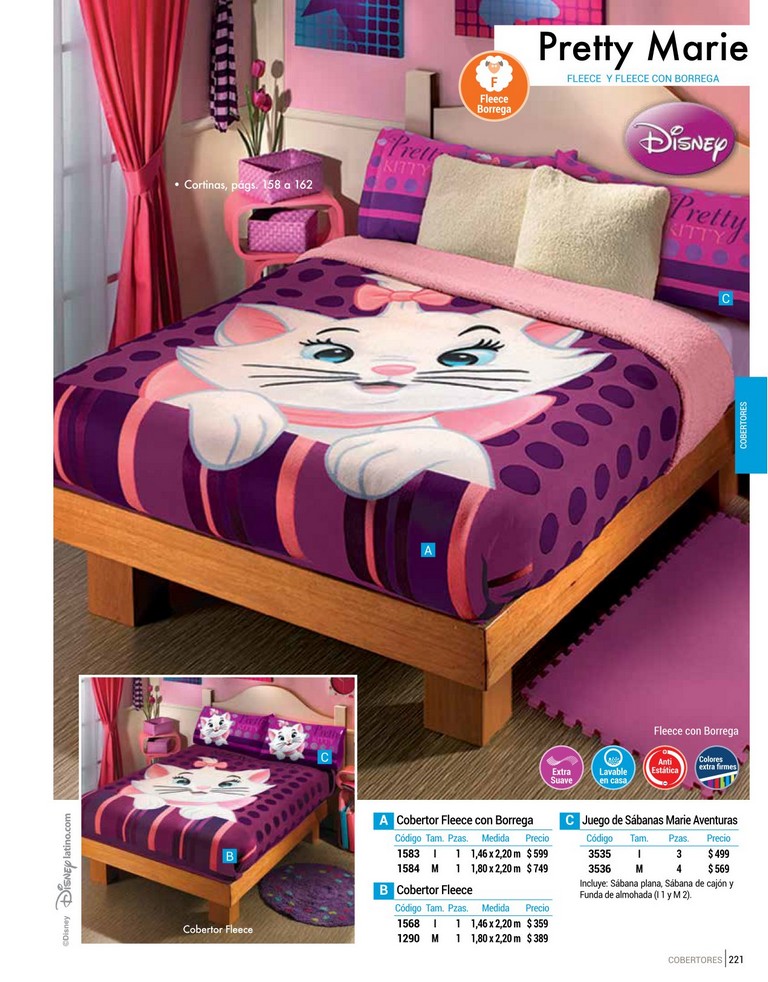 Pretty Marie
FLEECE Y FLEECE CON BORREGA
F
Fleece
Borrega
Disney
• Cortinas, págs. 158 a 162
Pretty
KITTY
Pretty
KITTY
C
COBERTORES
A
Fleece con Borrega
Extra
Suave
Lavable
en casa
Anti
Estática
Colores
extra firmes
C
B
Cobertor Fleece
©Disney DISNEYlatino.com
A Cobertor Fleece con Borrega
Código Tam. Pzas. Medida Precio
1583 I 1 1,46 x 2,20 m $ 599
1584 M 1 1,80 x 2,20 m $ 749
B Cobertor Fleece
Código Tam. Pzas. Medida Precio
1568 I 1 1,46 x 2,20 m $ 359
1290 M 1 1,80 x 2,20 m $ 389
C Juego de Sábanas Marie Aventuras
Código Tam. Pzas. Precio
3535 I 3 $ 499
3536 M 4 $ 569
Incluye: Sábana plana, Sábana de cajón y
Funda de almohada (I 1 y M 2).
COBERTORES 221